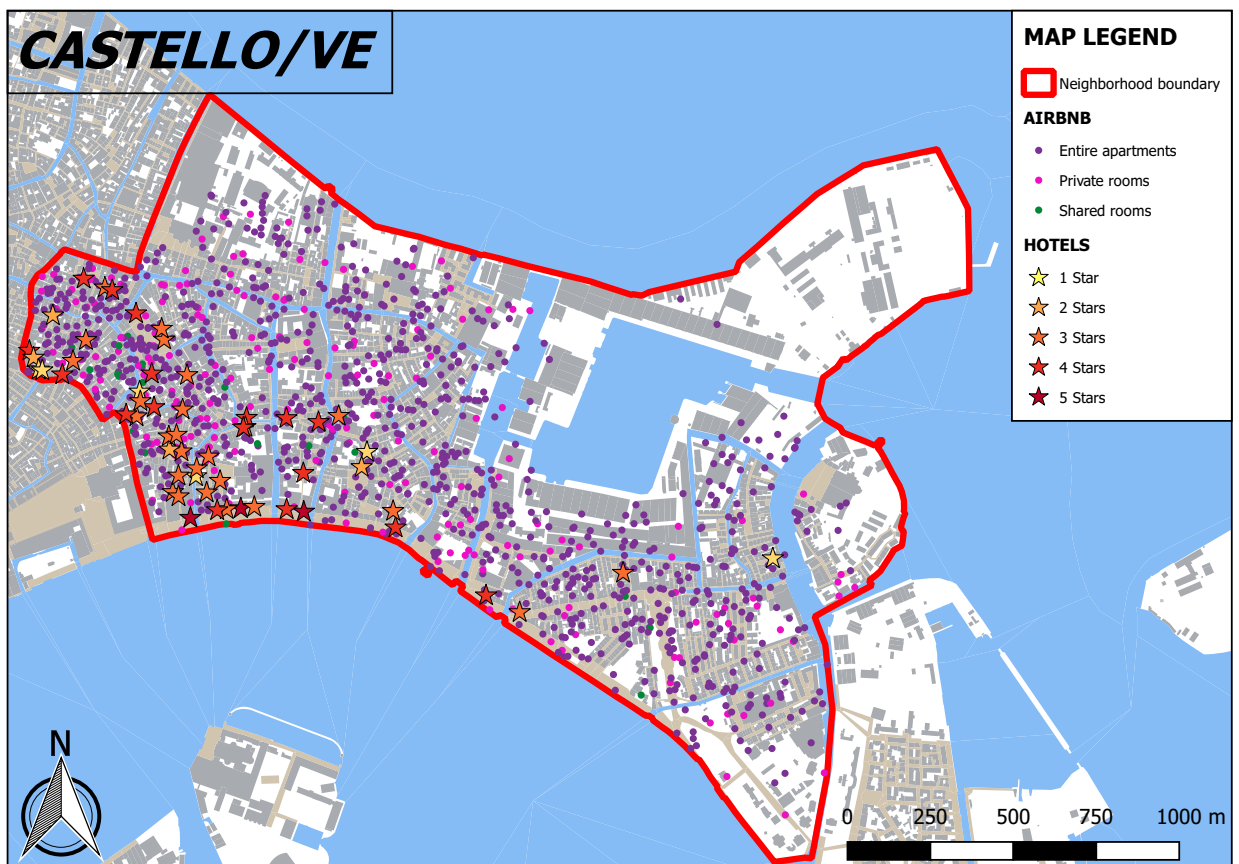 CASTELLO/VE
MAP LEGEND
Neighborhood boundary
AIRBNB
Entire apartments
Private rooms
Shared rooms
HOTELS
1 Star
2 Stars
3 Stars
4 Stars
5 Stars
N
0 250 500 750 1000 m